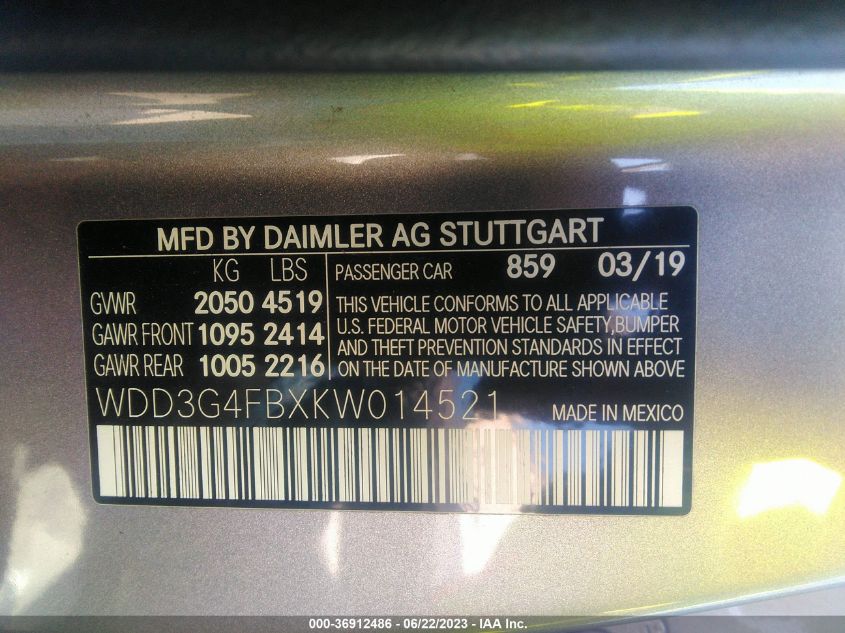 MFD BY DAIMLER AG STUTTGART
KG LBS
GVWR 2050 4519
GAWR FRONT 1095 2414
GAWR REAR 1005 2216
PASSENGER CAR 859 03/19
THIS VEHICLE CONFORMS TO ALL APPLICABLE
U.S. FEDERAL MOTOR VEHICLE SAFETY,BUMPER
AND THEFT PREVENTION STANDARDS IN EFFECT
ON THE DATE OF MANUFACTURE SHOWN ABOVE
WDD3G4FBXKW014521 MADE IN MEXICO
000-36912486 - 06/22/2023 - IAA Inc.